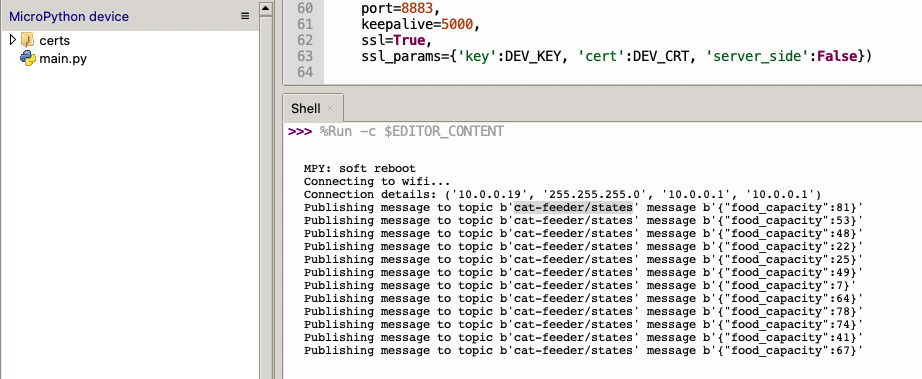 MicroPython device ≡
certs
main.py
60 port=8883,
61 keepalive=5000,
62 ssl=True,
63 ssl_params={'key':DEV_KEY, 'cert':DEV_CRT, 'server_side':False})
64
Shell ×
>>> %Run -c $EDITOR_CONTENT
MPY: soft reboot
Connecting to wifi...
Connection details: ('10.0.0.19', '255.255.255.0', '10.0.0.1', '10.0.0.1')
Publishing message to topic b'cat-feeder/states' message b'{"food_capacity":81}'
Publishing message to topic b'cat-feeder/states' message b'{"food_capacity":53}'
Publishing message to topic b'cat-feeder/states' message b'{"food_capacity":48}'
Publishing message to topic b'cat-feeder/states' message b'{"food_capacity":22}'
Publishing message to topic b'cat-feeder/states' message b'{"food_capacity":25}'
Publishing message to topic b'cat-feeder/states' message b'{"food_capacity":49}'
Publishing message to topic b'cat-feeder/states' message b'{"food_capacity":7}'
Publishing message to topic b'cat-feeder/states' message b'{"food_capacity":64}'
Publishing message to topic b'cat-feeder/states' message b'{"food_capacity":78}'
Publishing message to topic b'cat-feeder/states' message b'{"food_capacity":74}'
Publishing message to topic b'cat-feeder/states' message b'{"food_capacity":41}'
Publishing message to topic b'cat-feeder/states' message b'{"food_capacity":67}'